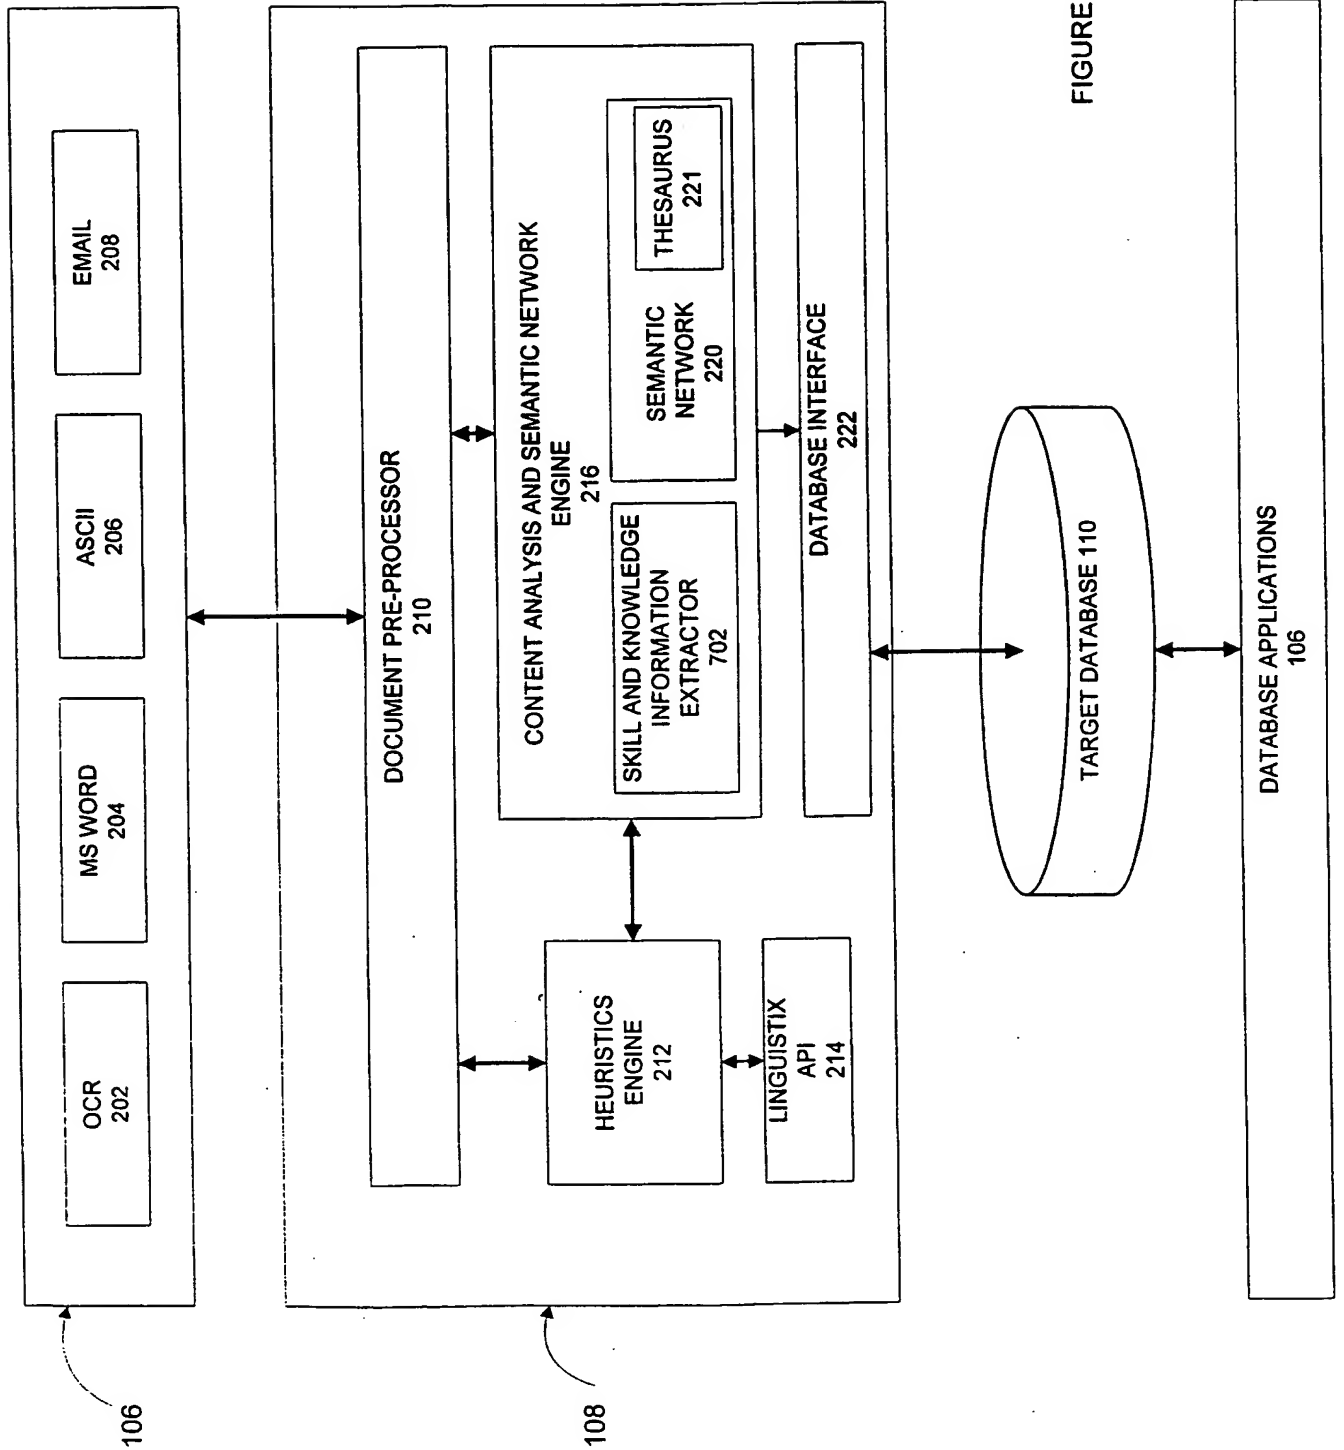 106
OCR
202
MS WORD
204
ASCII
206
EMAIL
208
108
DOCUMENT PRE-PROCESSOR
210
HEURISTICS
ENGINE
212
LINGUISTIX
API
214
CONTENT ANALYSIS AND SEMANTIC NETWORK
ENGINE
216
SKILL AND KNOWLEDGE
INFORMATION
EXTRACTOR
702
SEMANTIC
NETWORK
220
THESAURUS
221
DATABASE INTERFACE
222
TARGET DATABASE 110
FIGURE
DATABASE APPLICATIONS
106